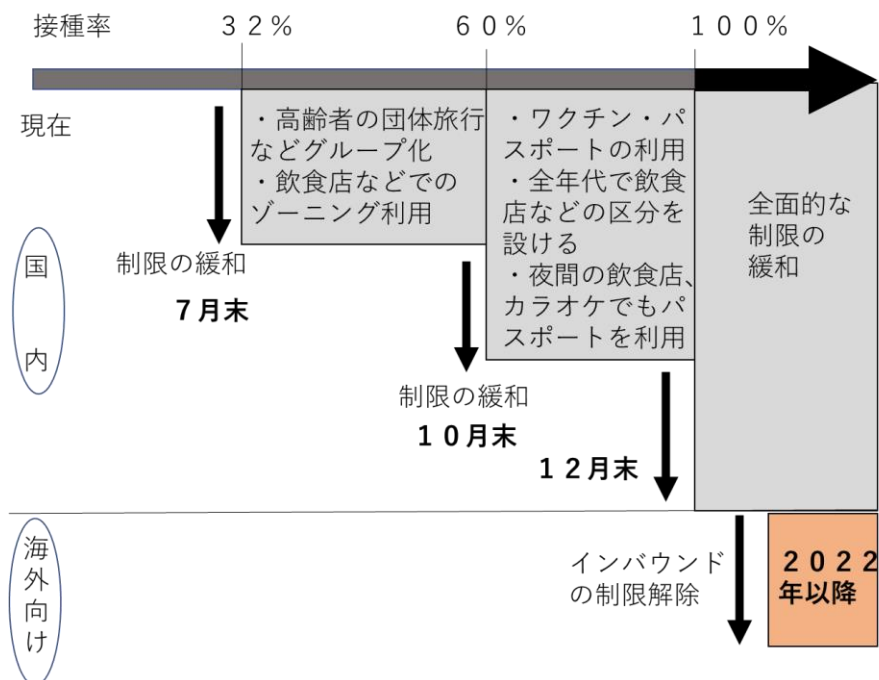 接種率
３２％
６０％
１００％
現在
・高齢者の団体旅行
などグループ化
・飲食店などでの
ゾーニング利用
・ワクチン・パ
スポートの利用
・全年代で飲食
店などの区分を
設ける
・夜間の飲食店、
カラオケでもパ
スポートを利用
全面的な
制限の
緩和
国内
制限の緩和
７月末
制限の緩和
１０月末
１２月末
海外向け
インバウンド
の制限解除
２０２２
年以降